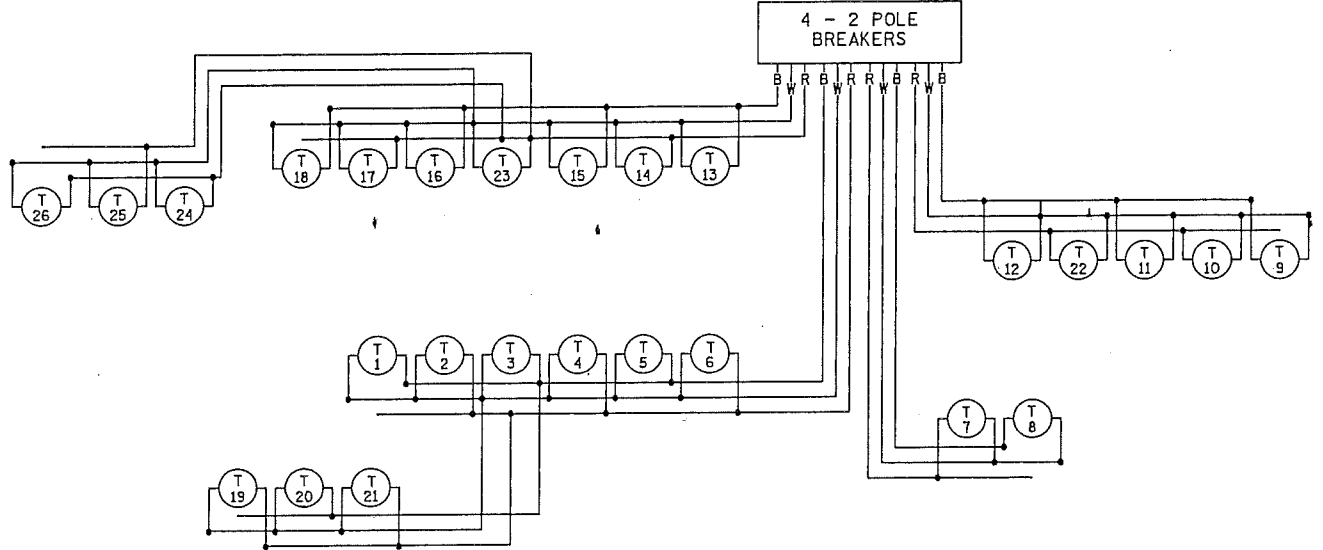 4 - 2 POLE
BREAKERS
B W R B W R R W B R W B
T 18
T 17
T 16
T 23
T 15
T 14
T 13
T 26
T 25
T 24
T 12
T 22
T 11
T 10
T 9
T 1
T 2
T 3
T 4
T 5
T 6
T 7
T 8
T 19
T 20
T 21